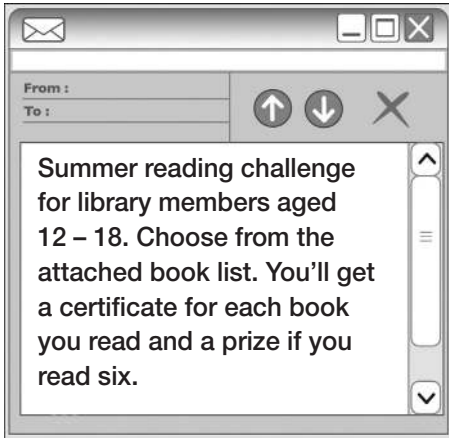 From :
To :
Summer reading challenge
for library members aged
12 – 18. Choose from the
attached book list. You’ll get
a certificate for each book
you read and a prize if you
read six.